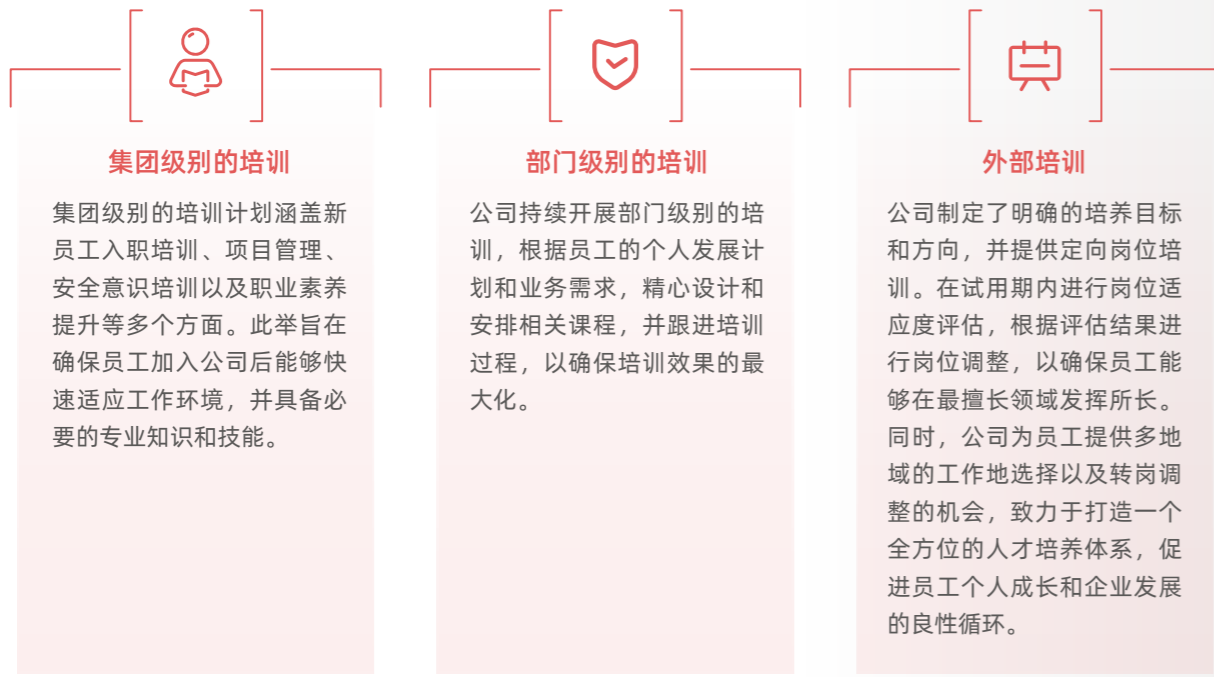 集团级别的培训
集团级别的培训计划涵盖新
员工入职培训、项目管理、
安全意识培训以及职业素养
提升等多个方面。此举旨在
确保员工加入公司后能够快
速适应工作环境，并具备必
要的专业知识和技能。
部门级别的培训
公司持续开展部门级别的培
训，根据员工的个人发展计
划和业务需求，精心设计和
安排相关课程，并跟进培训
过程，以确保培训效果的最
大化。
外部培训
公司制定了明确的培养目标
和方向，并提供定向岗位培
训。在试用期内进行岗位适
应度评估，根据评估结果进
行岗位调整，以确保员工能
够在最擅长领域发挥所长。
同时，公司为员工提供多地
域的工作地选择以及转岗调
整的机会，致力于打造一个
全方位的人才培养体系，促
进员工个人成长和企业发展
的良性循环。